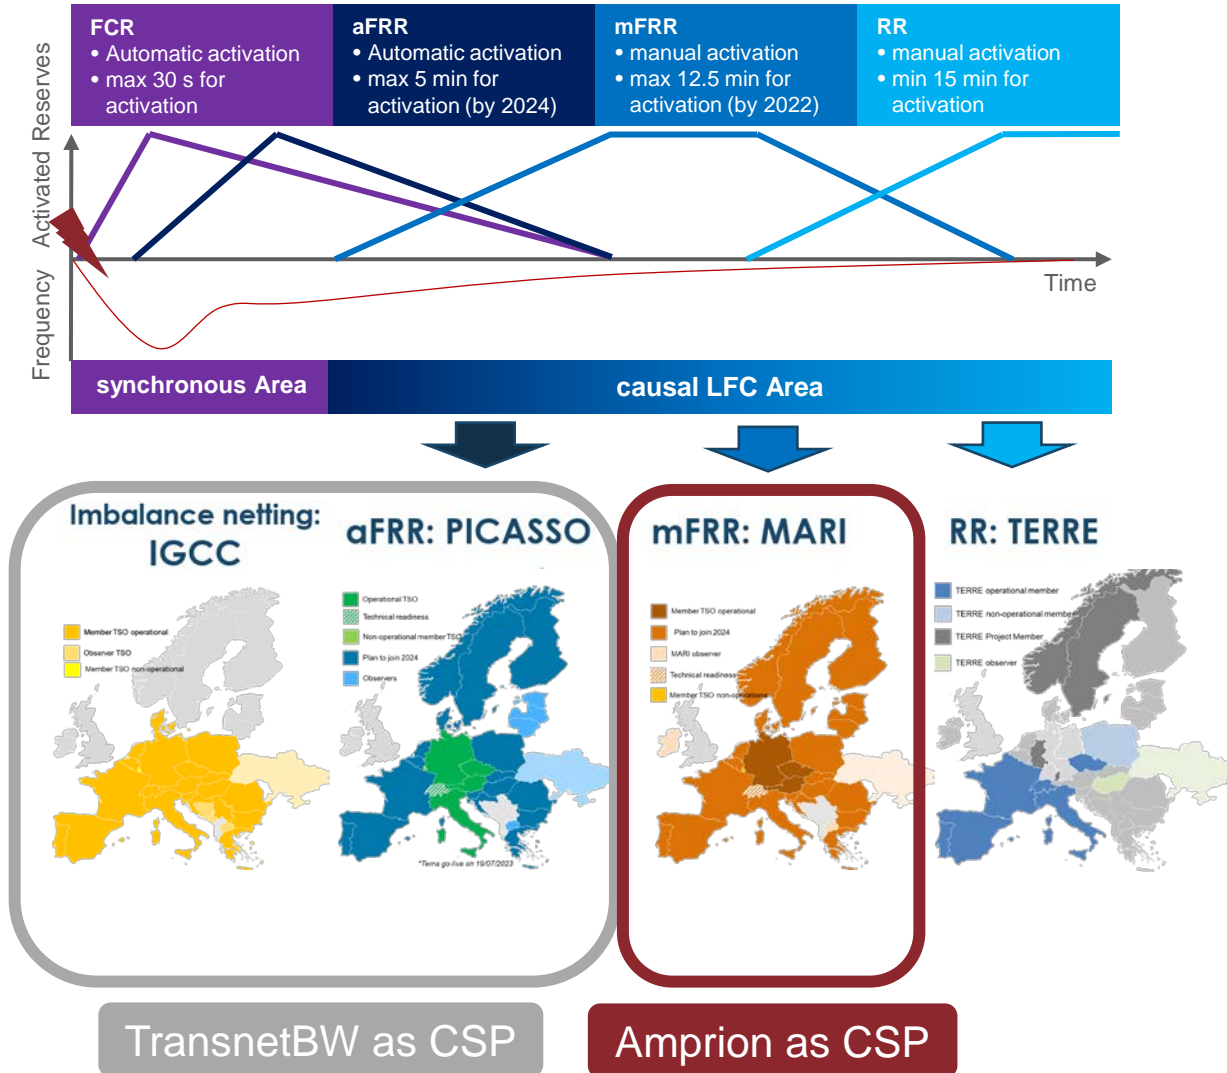 FCR
• Automatic activation
• max 30 s for
activation
aFRR
• Automatic activation
• max 5 min for
activation (by 2024)
mFRR
• manual activation
• max 12.5 min for
activation (by 2022)
RR
• manual activation
• min 15 min for
activation
Activated Reserves
Frequency
Time
synchronous Area
causal LFC Area
Imbalance netting:
IGCC
Member TSO operational
Observer TSO
Member TSO non-operational
aFRR: PICASSO
Operational TSO
Technical readiness
Non-operational member TSO
Plan to join 2024
Observers
*Terna go-live on 19/07/2023
mFRR: MARI
Member TSO operational
Plan to join 2024
MARI observer
Technical readiness
Member TSO non-operational
RR: TERRE
TERRE operational member
TERRE non-operational member
TERRE Project Member
TERRE observer
TransnetBW as CSP
Amprion as CSP